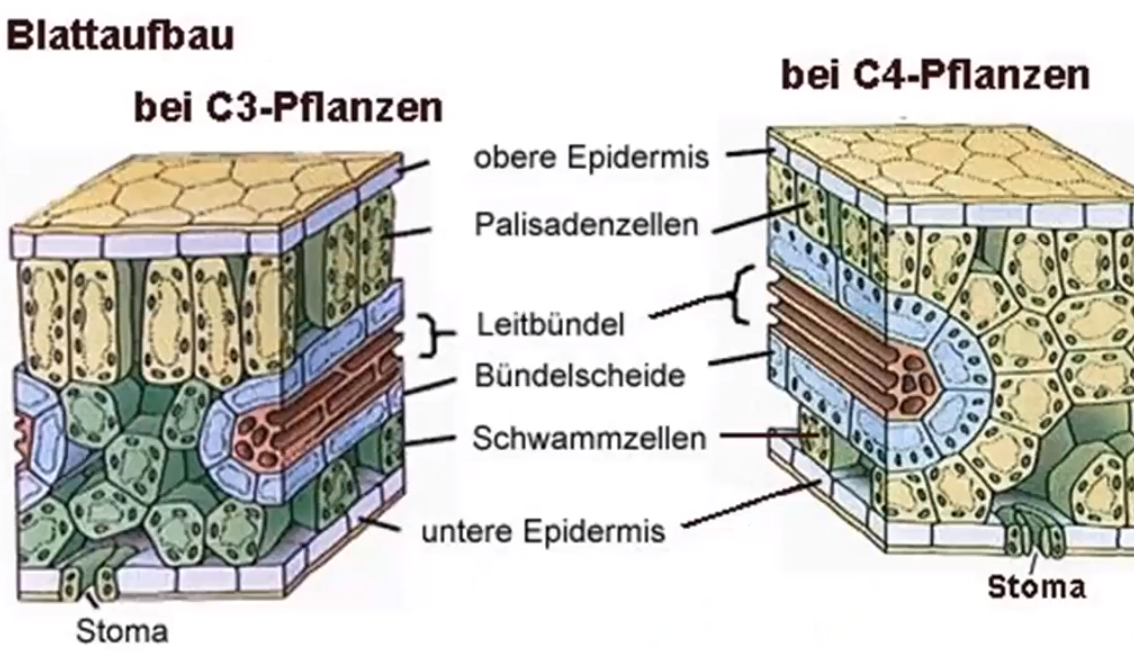 Blattaufbau
bei C3-Pflanzen
bei C4-Pflanzen
obere Epidermis
Palisadenzellen
Leitbündel
Bündelscheide
Schwammzellen
untere Epidermis
Stoma
Stoma